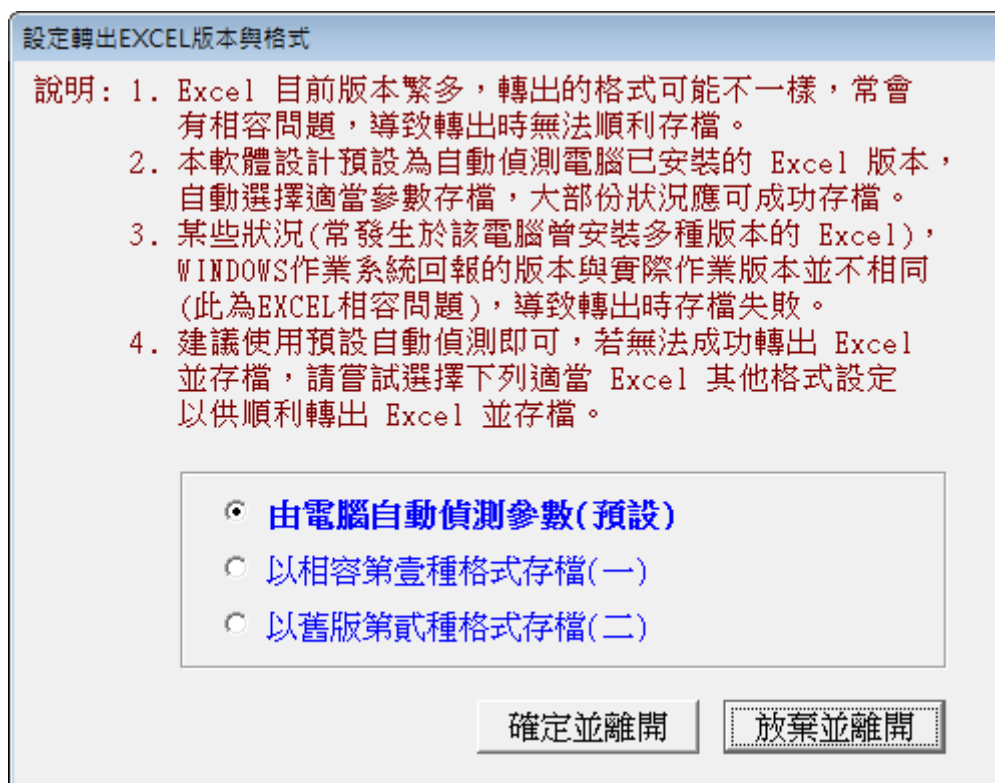 設定轉出EXCEL版本與格式
說明: 1. Excel 目前版本繁多，轉出的格式可能不一樣，常會
有相容問題，導致轉出時無法順利存檔。
2. 本軟體設計預設為自動偵測電腦已安裝的 Excel 版本，
自動選擇適當參數存檔，大部份狀況應可成功存檔。
3. 某些狀況(常發生於該電腦曾安裝多種版本的 Excel)，
WINDOWS作業系統回報的版本與實際作業版本並不相同
(此為EXCEL相容問題)，導致轉出時存檔失敗。
4. 建議使用預設自動偵測即可，若無法成功轉出 Excel
並存檔，請嘗試選擇下列適當 Excel 其他格式設定
以供順利轉出 Excel 並存檔。
由電腦自動偵測參數(預設)
以相容第壹種格式存檔(一)
以舊版第貳種格式存檔(二)
確定並離開 放棄並離開